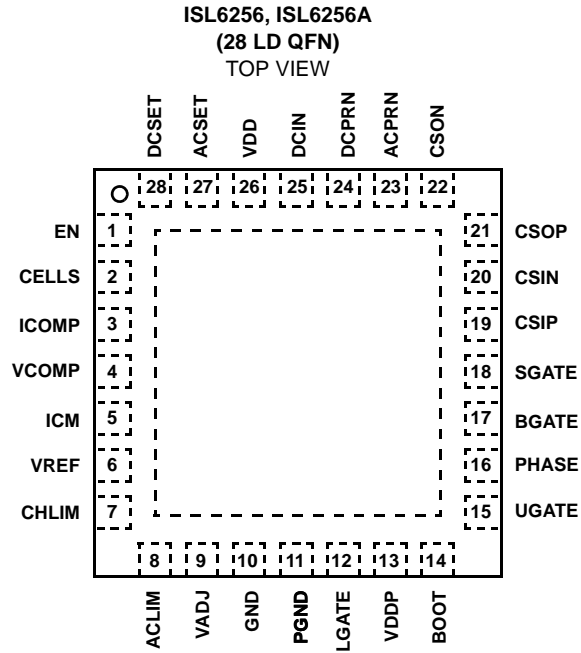 ISL6256, ISL6256A
(28 LD QFN)
TOP VIEW
DCSET
ACSET
VDD
DCIN
DCPRN
ACPRN
CSON
28
27
26
25
24
23
22
EN 1
CELLS 2
ICOMP 3
VCOMP 4
ICM 5
VREF 6
CHLIM 7
21 CSOP
20 CSIN
19 CSIP
18 SGATE
17 BGATE
16 PHASE
15 UGATE
8
9
10
11
12
13
14
ACLIM
VADJ
GND
PGND
LGATE
VDDP
BOOT